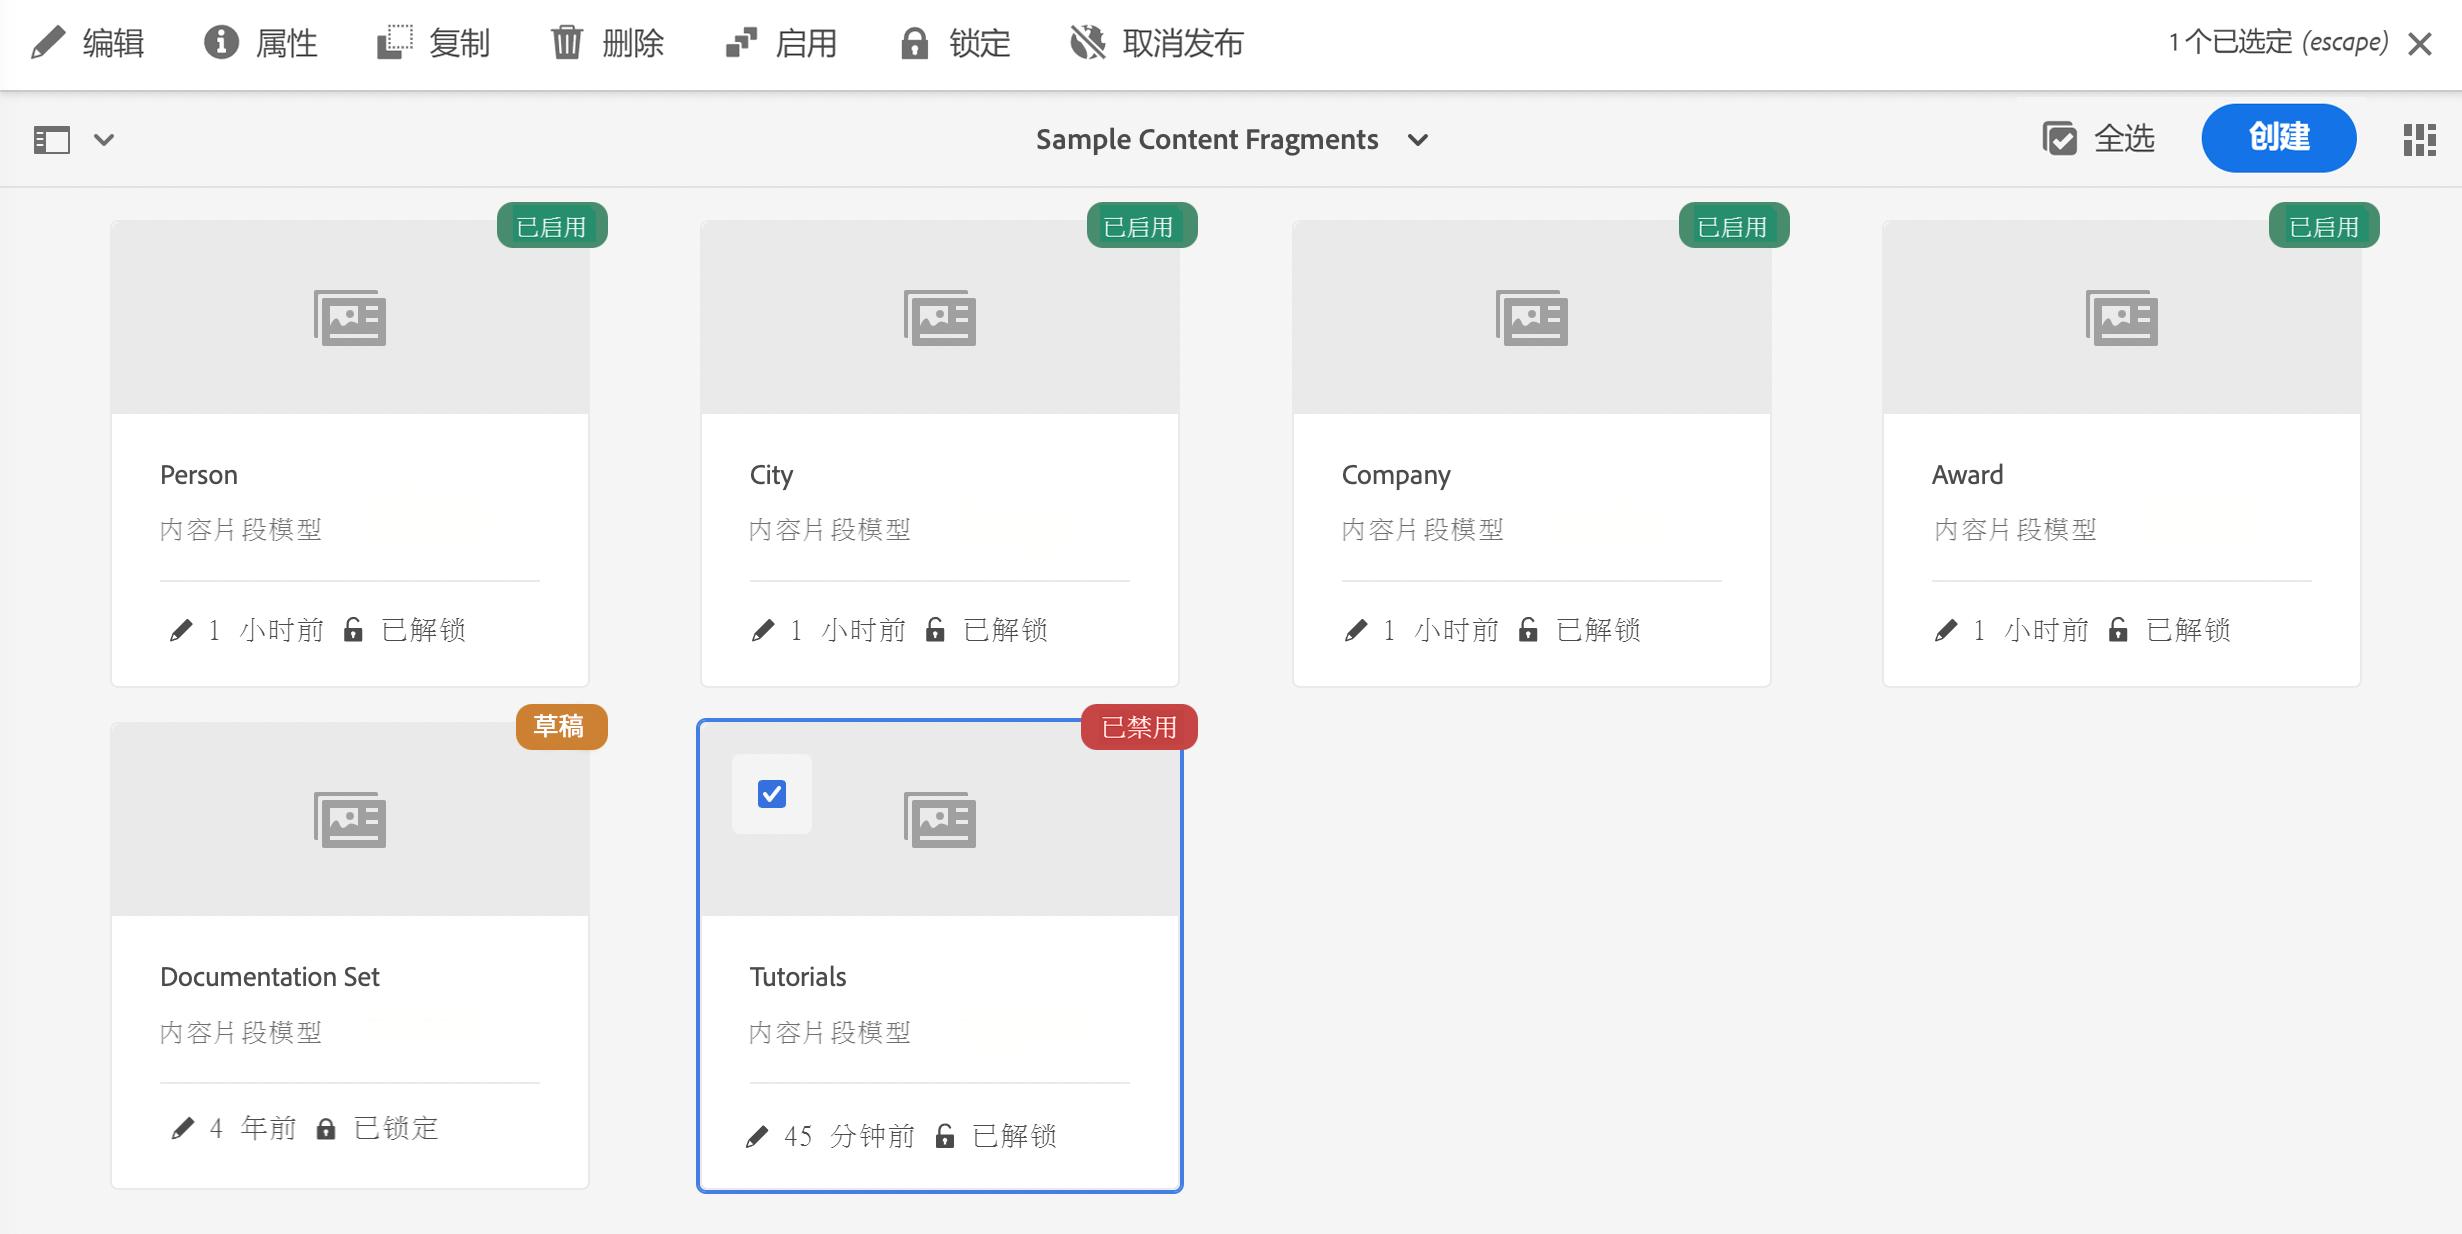 编辑 属性 复制 删除 启用 锁定 取消发布 1 个已选定 (escape)
Sample Content Fragments 全选 创建
已启用 已启用 已启用 已启用
Person City Company Award
内容片段模型 内容片段模型 内容片段模型 内容片段模型
1 小时前 已解锁 1 小时前 已解锁 1 小时前 已解锁 1 小时前 已解锁
草稿 已禁用
Documentation Set Tutorials
内容片段模型 内容片段模型
4 年前 已锁定 45 分钟前 已解锁